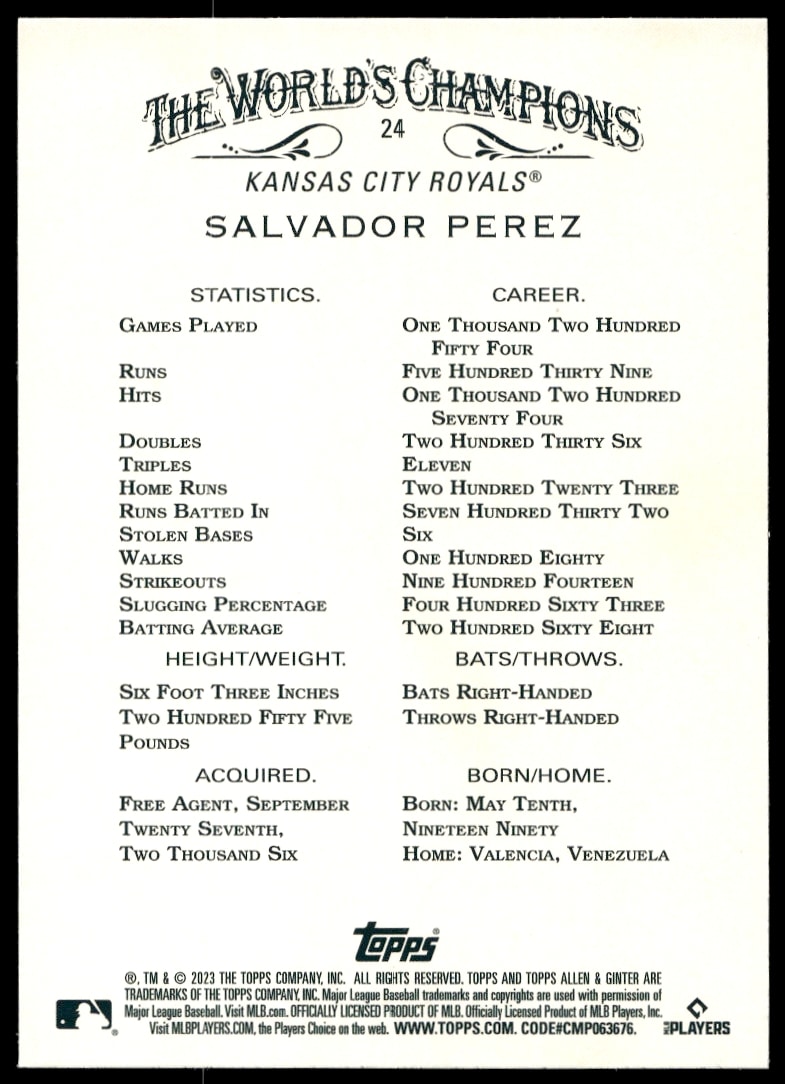 THE WORLD'S CHAMPIONS
24
KANSAS CITY ROYALS®
SALVADOR PEREZ
STATISTICS. CAREER.
GAMES PLAYED ONE THOUSAND TWO HUNDRED
FIFTY FOUR
RUNS FIVE HUNDRED THIRTY NINE
HITS ONE THOUSAND TWO HUNDRED
SEVENTY FOUR
DOUBLES TWO HUNDRED THIRTY SIX
TRIPLES ELEVEN
HOME RUNS TWO HUNDRED TWENTY THREE
RUNS BATTED IN SEVEN HUNDRED THIRTY TWO
STOLEN BASES SIX
WALKS ONE HUNDRED EIGHTY
STRIKEOUTS NINE HUNDRED FOURTEEN
SLUGGING PERCENTAGE FOUR HUNDRED SIXTY THREE
BATTING AVERAGE TWO HUNDRED SIXTY EIGHT
HEIGHT/WEIGHT. BATS/THROWS.
SIX FOOT THREE INCHES BATS RIGHT-HANDED
TWO HUNDRED FIFTY FIVE THROWS RIGHT-HANDED
POUNDS
ACQUIRED. BORN/HOME.
FREE AGENT, SEPTEMBER BORN: MAY TENTH,
TWENTY SEVENTH, NINETEEN NINETY
TWO THOUSAND SIX HOME: VALENCIA, VENEZUELA
Topps®
®, TM & © 2023 THE TOPPS COMPANY, INC. ALL RIGHTS RESERVED. TOPPS AND TOPPS ALLEN & GINTER ARE
TRADEMARKS OF THE TOPPS COMPANY, INC. Major League Baseball trademarks and copyrights are used with permission of
Major League Baseball. Visit MLB.com. OFFICIALLY LICENSED PRODUCT OF MLB. Officially Licensed Product of MLB Players, Inc.
Visit MLBPLAYERS.COM, the Players Choice on the web. WWW.TOPPS.COM. CODE#CMP063676.
MLB PLAYERS